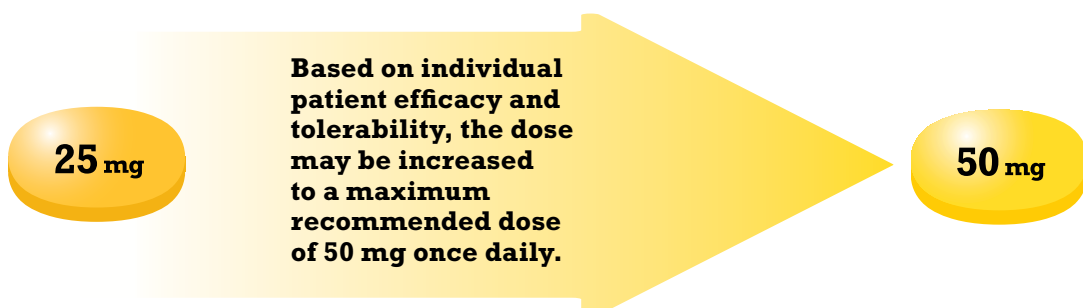 25 mg
Based on individual
patient efficacy and
tolerability, the dose
may be increased
to a maximum
recommended dose
of 50 mg once daily.
50 mg